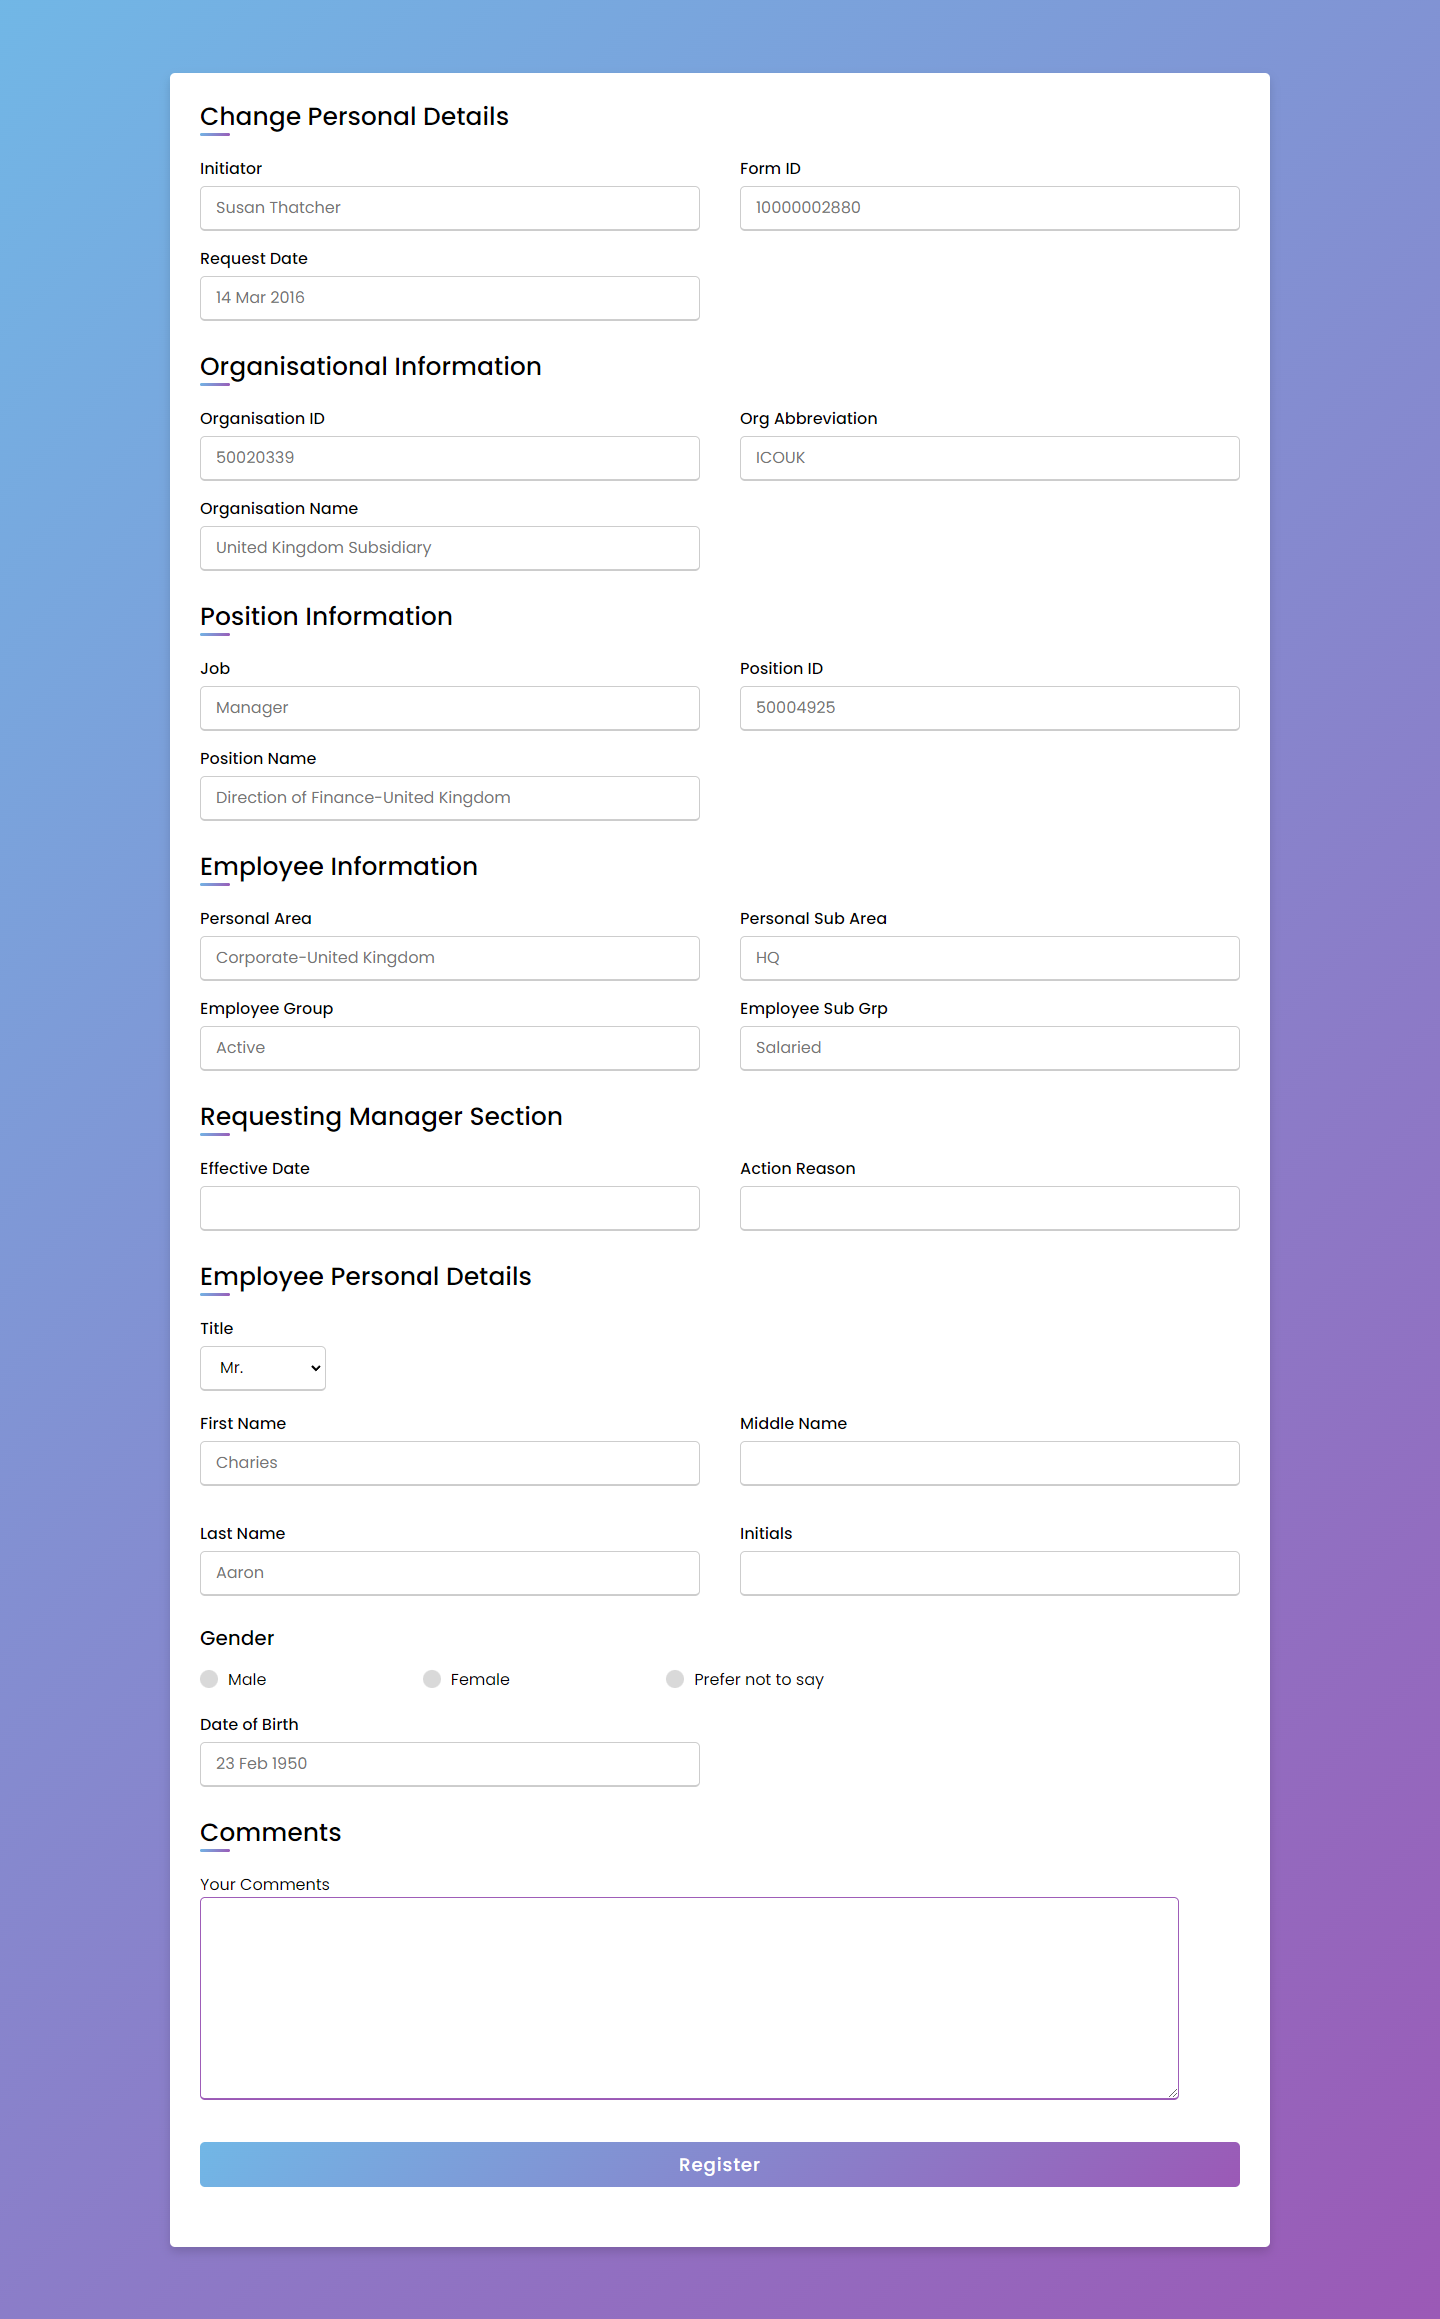 Change Personal Details
Initiator
Form ID
Susan Thatcher
10000002880
Request Date
14 Mar 2016
Organisational Information
Organisation ID
Org Abbreviation
50020339
ICOUK
Organisation Name
United Kingdom Subsidiary
Position Information
Job
Position ID
Manager
50004925
Position Name
Direction of Finance-United Kingdom
Employee Information
Personal Area
Personal Sub Area
Corporate-United Kingdom
HQ
Employee Group
Employee Sub Grp
Active
Salaried
Requesting Manager Section
Effective Date
Action Reason
Employee Personal Details
Title
Mr.
First Name
Middle Name
Charies
Last Name
Initials
Aaron
Gender
Male
Female
Prefer not to say
Date of Birth
23 Feb 1950
Comments
Your Comments
Register